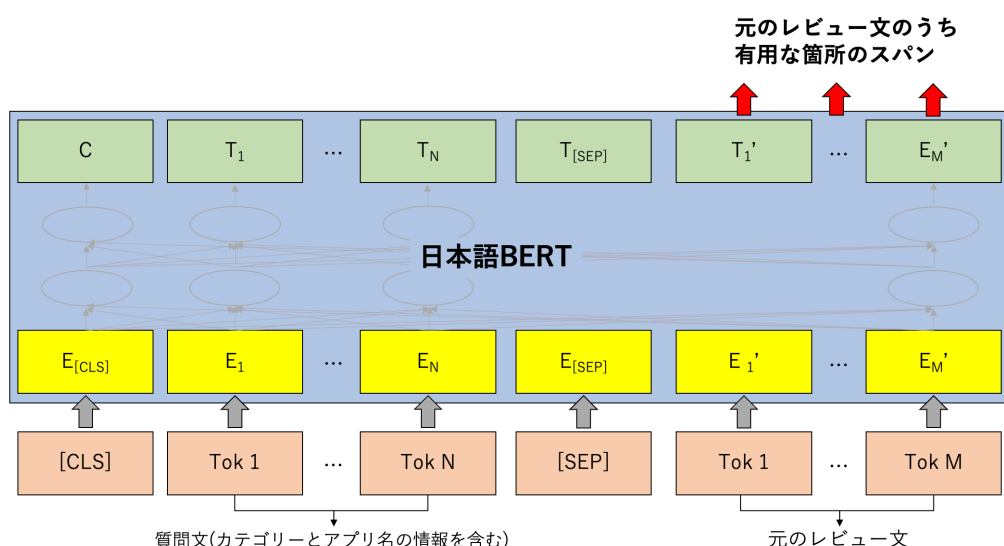 元のレビュー文のうち
有用な箇所のスパン
C T1 ... TN T[SEP] T1' ... EM'
日本語BERT
E[CLS] E1 ... EN E[SEP] E1' ... EM'
[CLS] Tok 1 ... Tok N [SEP] Tok 1 ... Tok M
質問文(カテゴリーとアプリ名の情報を含む)
元のレビュー文